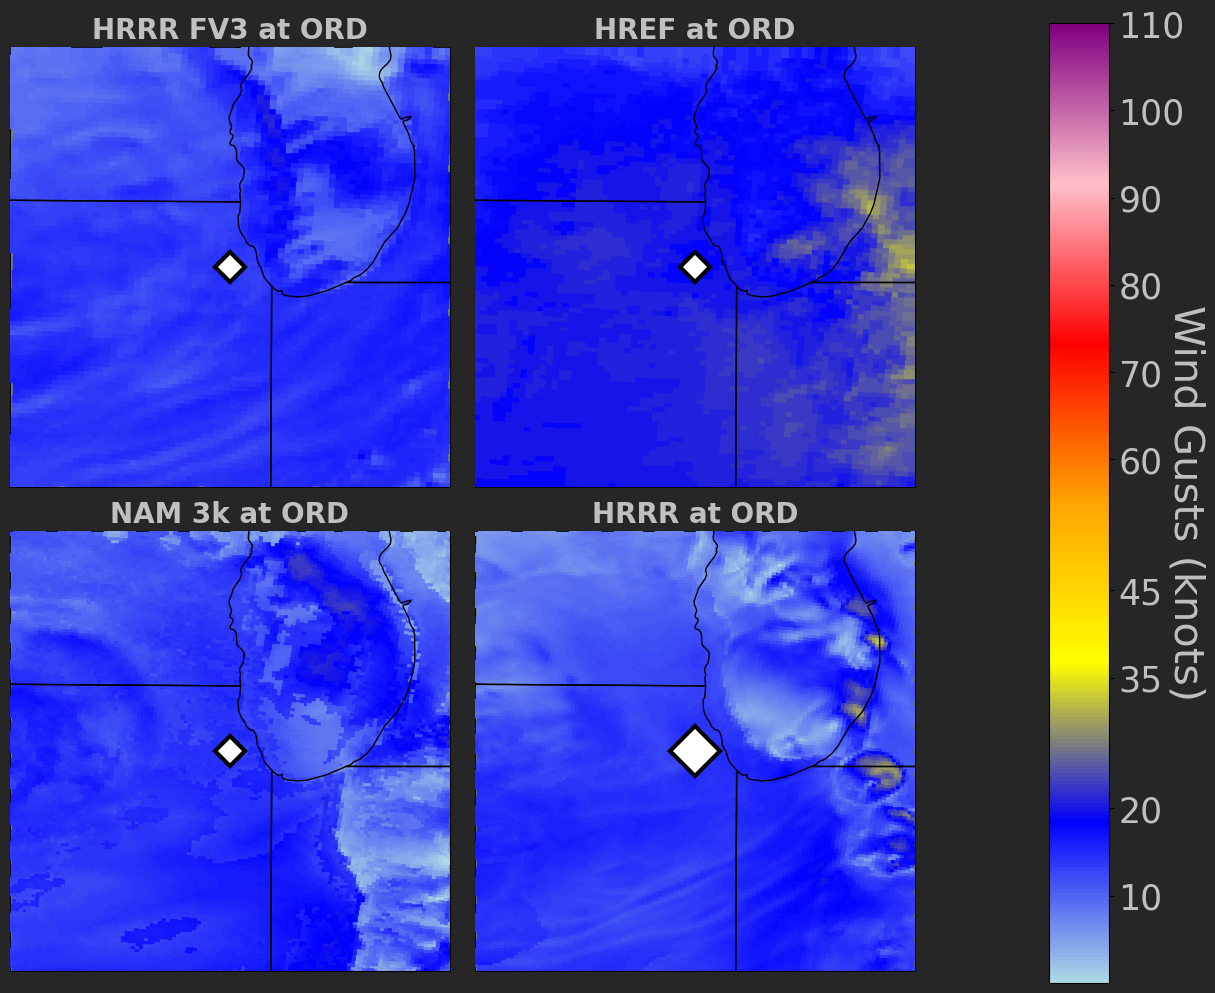 HRRR FV3 at ORD
HREF at ORD
NAM 3k at ORD
HRRR at ORD
110
100
90
80
70
60
45
35
20
10
Wind Gusts (knots)